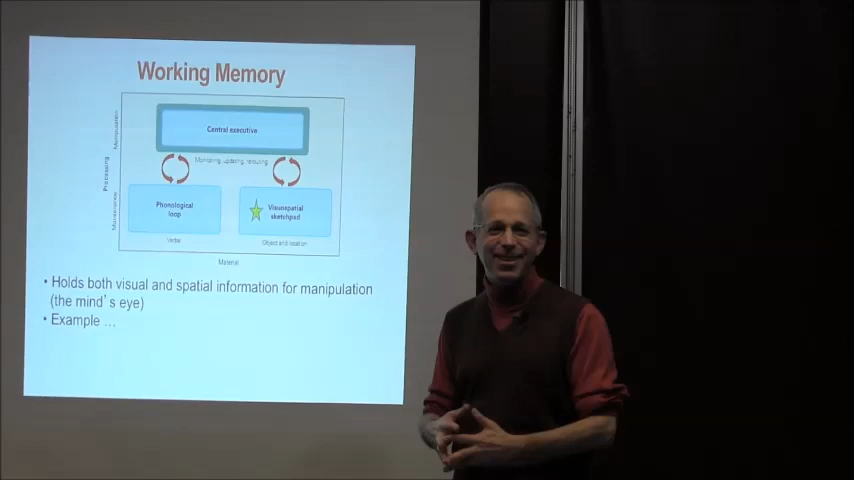 Working Memory
Manipulation
Central executive
Monitoring, updating, rerouting
Processing
Maintenance
Phonological
loop
Visuospatial
sketchpad
Verbal
Object and location
Material
• Holds both visual and spatial information for manipulation
(the mind's eye)
• Example …